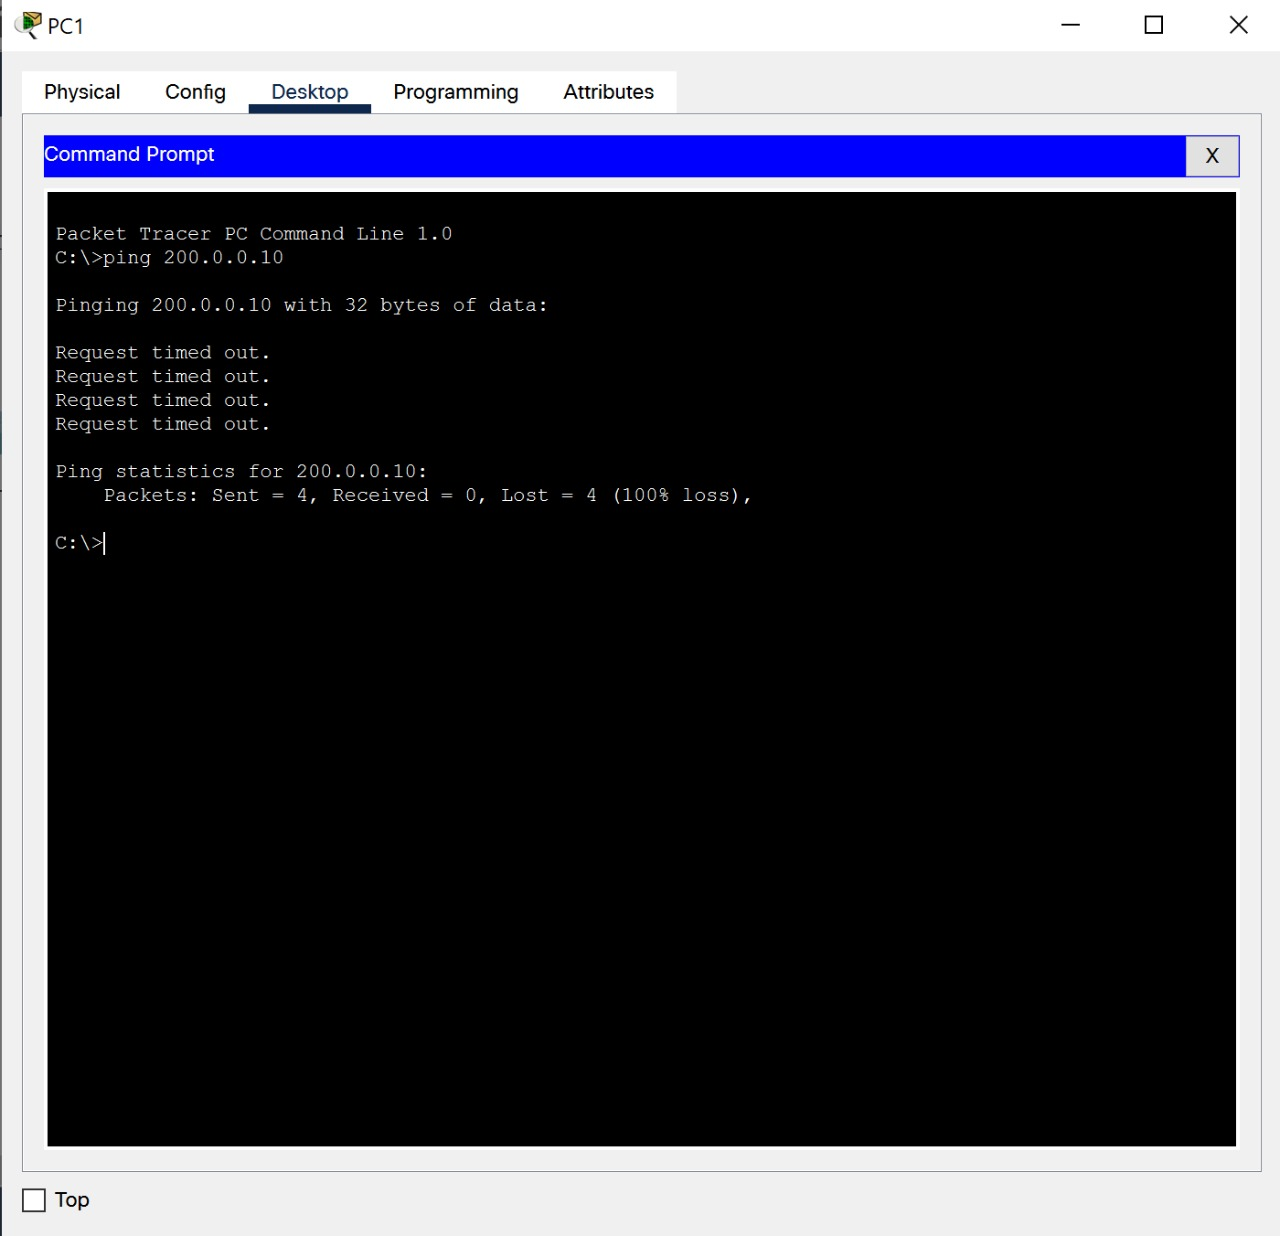 PC1
Physical Config Desktop Programming Attributes
Command Prompt X
Packet Tracer PC Command Line 1.0
C:\>ping 200.0.0.10
Pinging 200.0.0.10 with 32 bytes of data:
Request timed out.
Request timed out.
Request timed out.
Request timed out.
Ping statistics for 200.0.0.10:
    Packets: Sent = 4, Received = 0, Lost = 4 (100% loss),
C:\>
Top